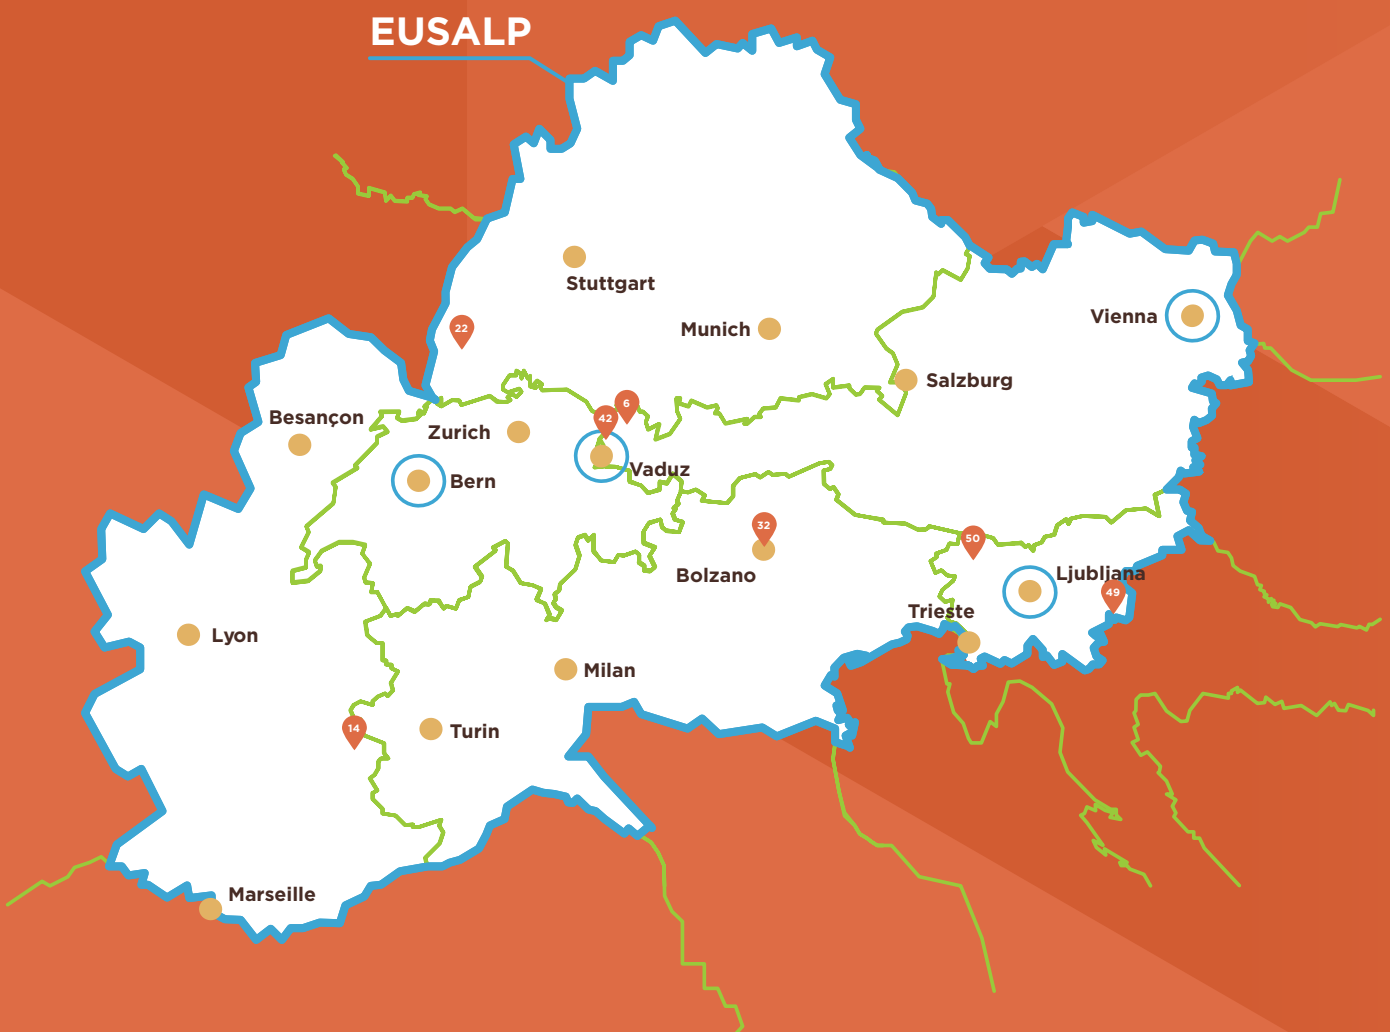 EUSALP
Stuttgart
Vienna
22
Munich
Salzburg
6
Besançon
42
Zurich
Vaduz
Bern
32
50
Bolzano
Ljubljana
49
Trieste
Lyon
Milan
14
Turin
Marseille